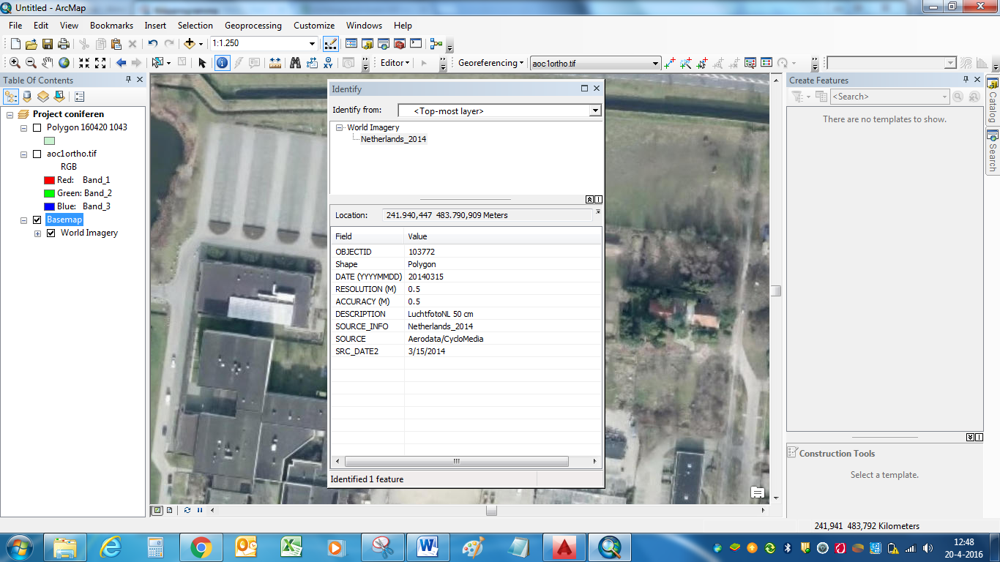 Untitled - ArcMap
File Edit View Bookmarks Insert Selection Geoprocessing Customize Windows Help
1:1.250
Editor Georeferencing aoc1ortho.tif
Table Of Contents
Project coniferen
Polygon 160420 1043
aoc1ortho.tif
RGB
Red: Band_1
Green: Band_2
Blue: Band_3
Basemap
World Imagery
Identify
Identify from: <Top-most layer>
World Imagery
Netherlands_2014
Location: 241.940,447 483.790,909 Meters
Field Value
OBJECTID 103772
Shape Polygon
DATE (YYYYMMDD) 20140315
RESOLUTION (M) 0.5
ACCURACY (M) 0.5
DESCRIPTION LuchtfotoNL 50 cm
SOURCE_INFO Netherlands_2014
SOURCE Aerodata/CycloMedia
SRC_DATE2 3/15/2014
Identified 1 feature
Create Features
<Search>
There are no templates to show.
Construction Tools
Select a template.
Catalog
Search
241,941 483,792 Kilometers
12:48
20-4-2016